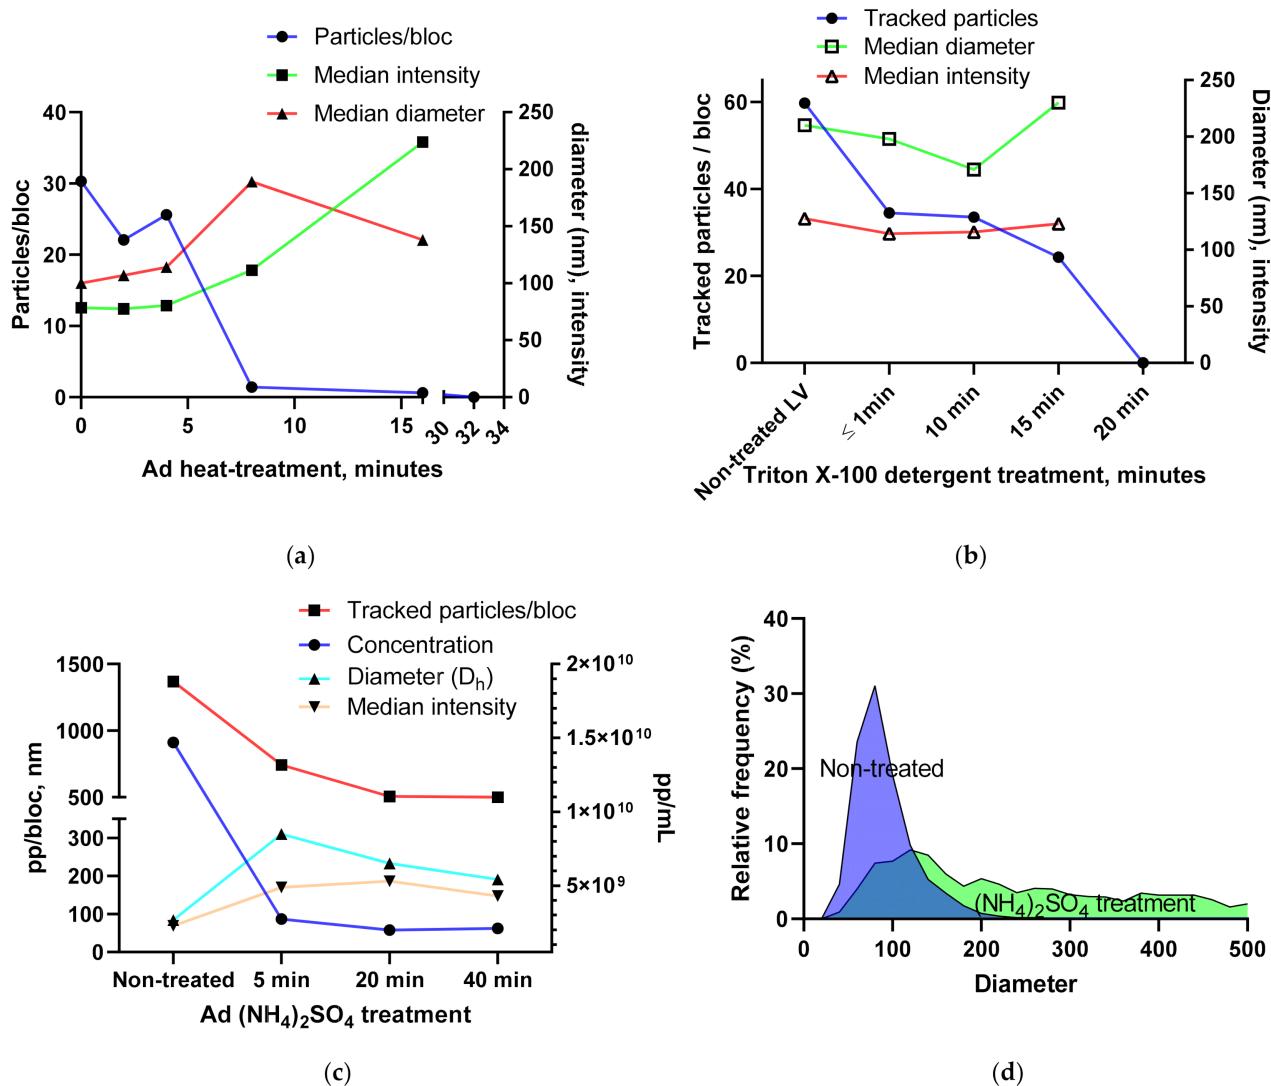 Particles/bloc
Median intensity
Median diameter
40
30
20
10
0
Particles/bloc
250
200
150
100
50
0
diameter (nm), intensity
0
5
10
15
30
32
34
Ad heat-treatment, minutes
(a)
Tracked particles
Median diameter
Median intensity
60
40
20
0
Tracked particles / bloc
250
200
150
100
50
0
Diameter (nm), intensity
Non-treated LV
≤ 1min
10 min
15 min
20 min
Triton X-100 detergent treatment, minutes
(b)
Tracked particles/bloc
Concentration
Diameter (Dₕ)
Median intensity
1500
1000
500
300
200
100
0
pp/bloc, nm
2×10¹⁰
1.5×10¹⁰
1×10¹⁰
5×10⁹
pp/mL
Non-treated
5 min
20 min
40 min
Ad (NH₄)₂SO₄ treatment
(c)
40
30
20
10
0
Relative frequency (%)
Non-treated
(NH₄)₂SO₄ treatment
0
100
200
300
400
500
Diameter
(d)